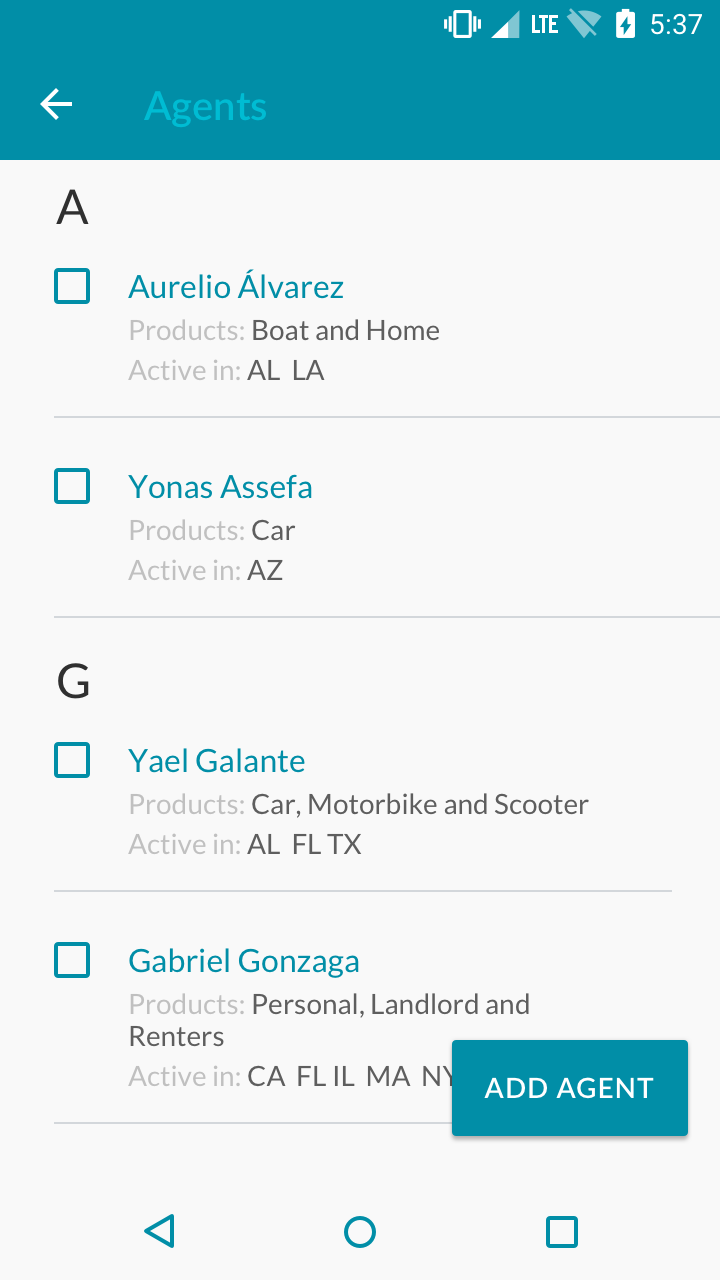 LTE 5:37
Agents
A
Aurelio Álvarez
Products: Boat and Home
Active in: AL LA
Yonas Assefa
Products: Car
Active in: AZ
G
Yael Galante
Products: Car, Motorbike and Scooter
Active in: AL FL TX
Gabriel Gonzaga
Products: Personal, Landlord and
Renters
Active in: CA FL IL MA NY
ADD AGENT